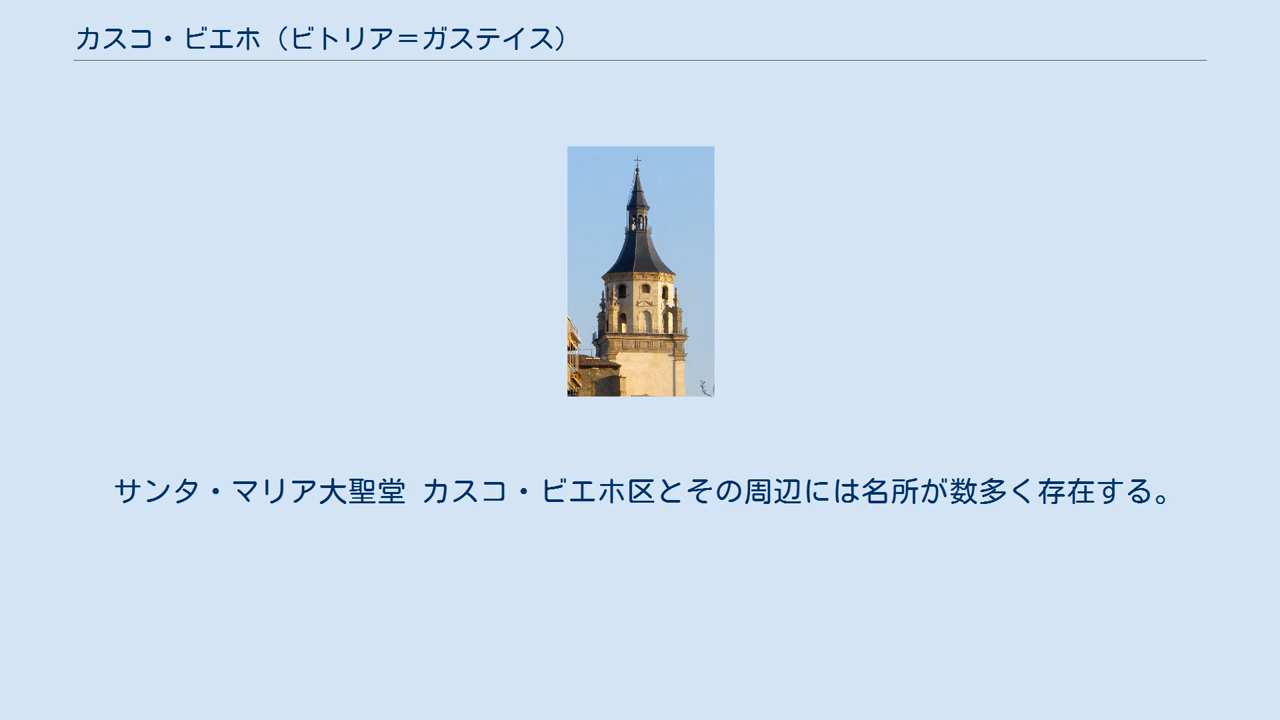 カスコ・ビエホ（ビトリア＝ガステイス）
サンタ・マリア大聖堂 カスコ・ビエホ区とその周辺には名所が数多く存在する。